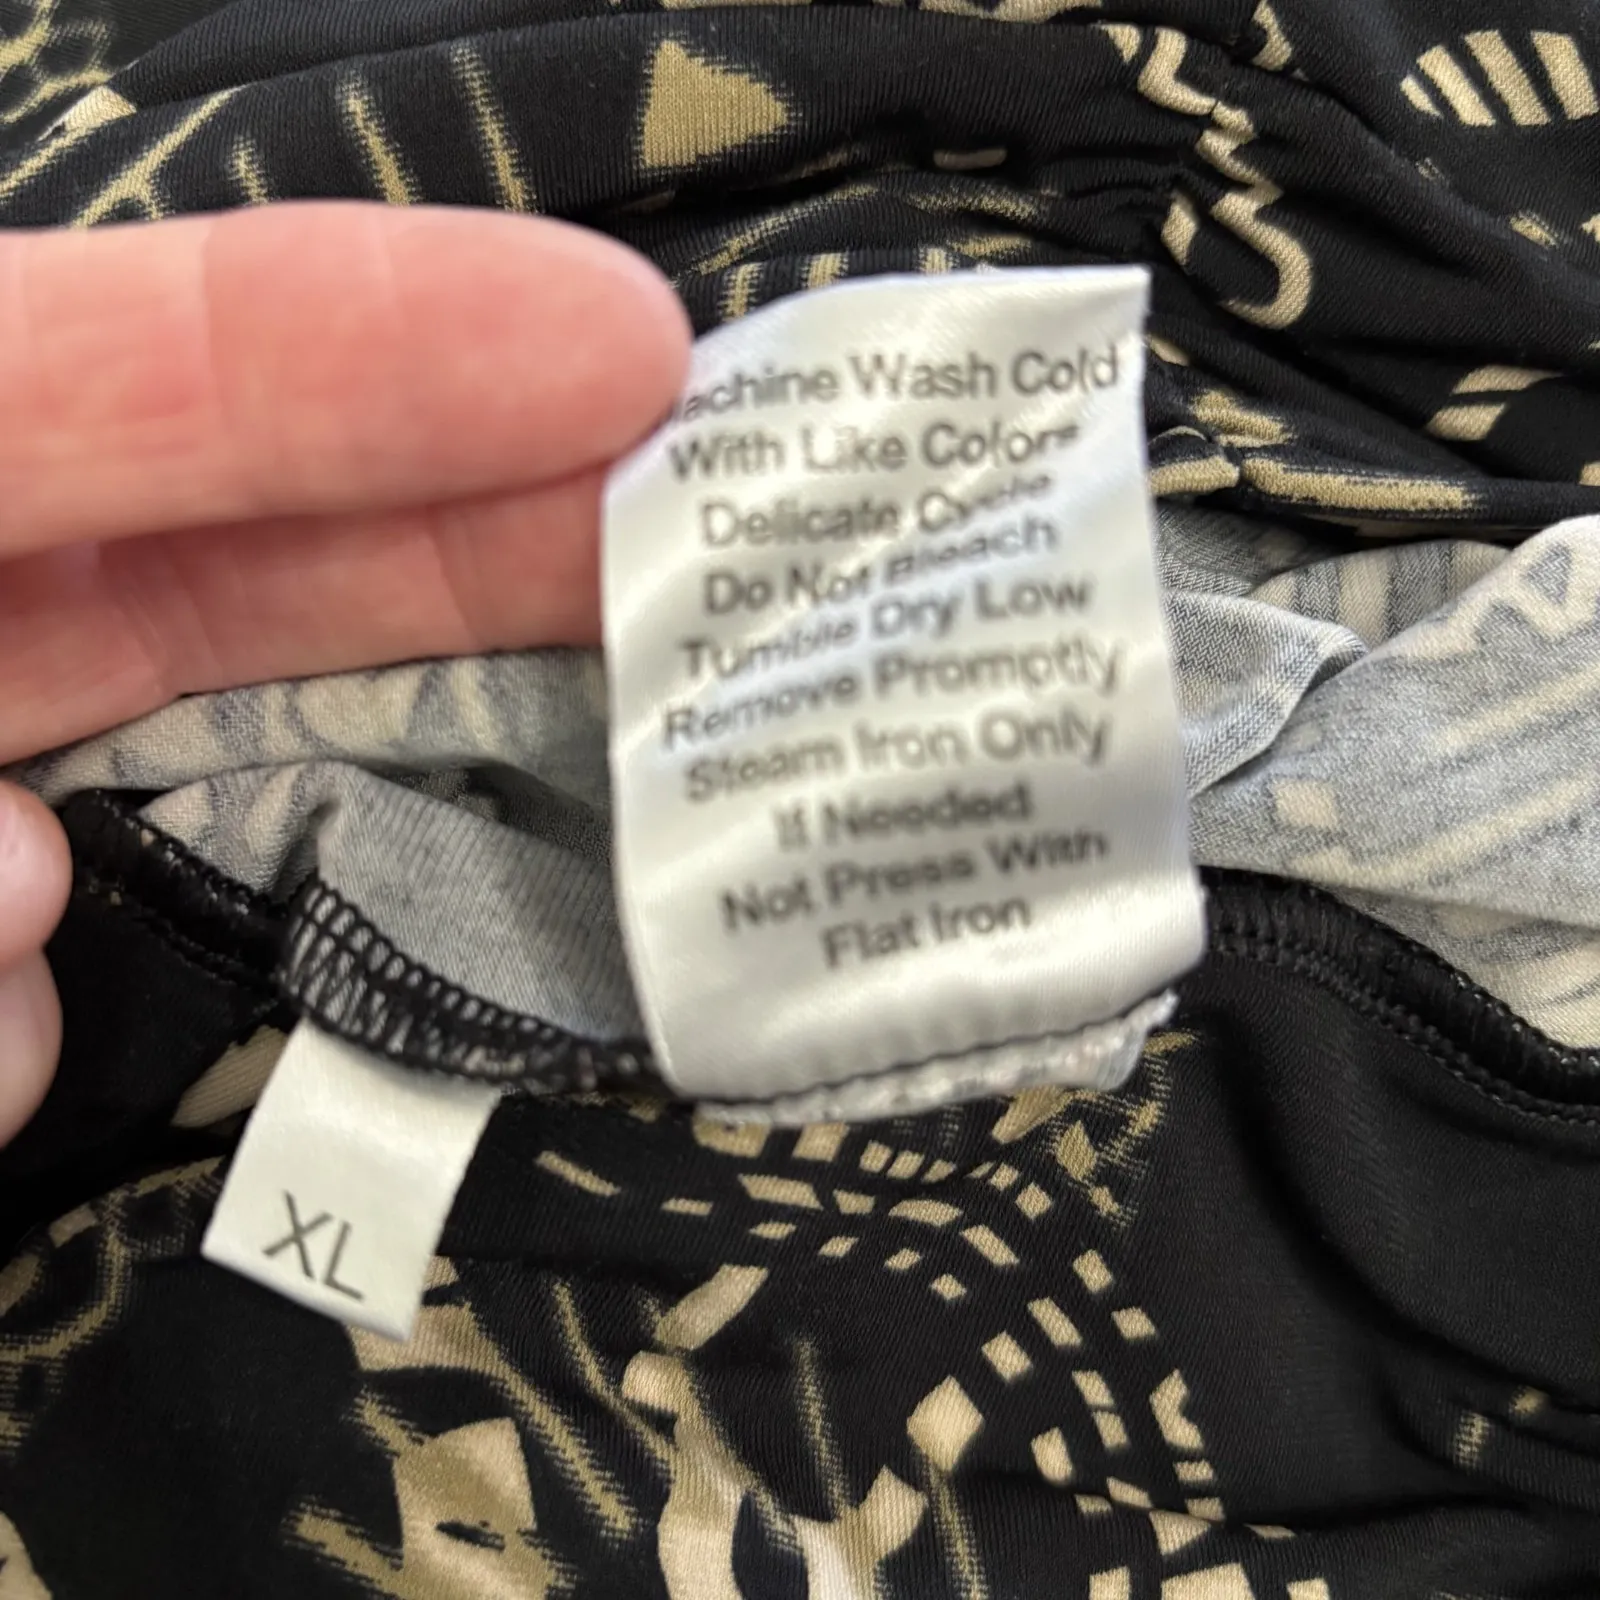 Machine Wash Cold
With Like Colors
Delicate Cycle
Do Not Bleach
Tumble Dry Low
Remove Promptly
Steam Iron Only
If Needed
Not Press With
Flat Iron
XL